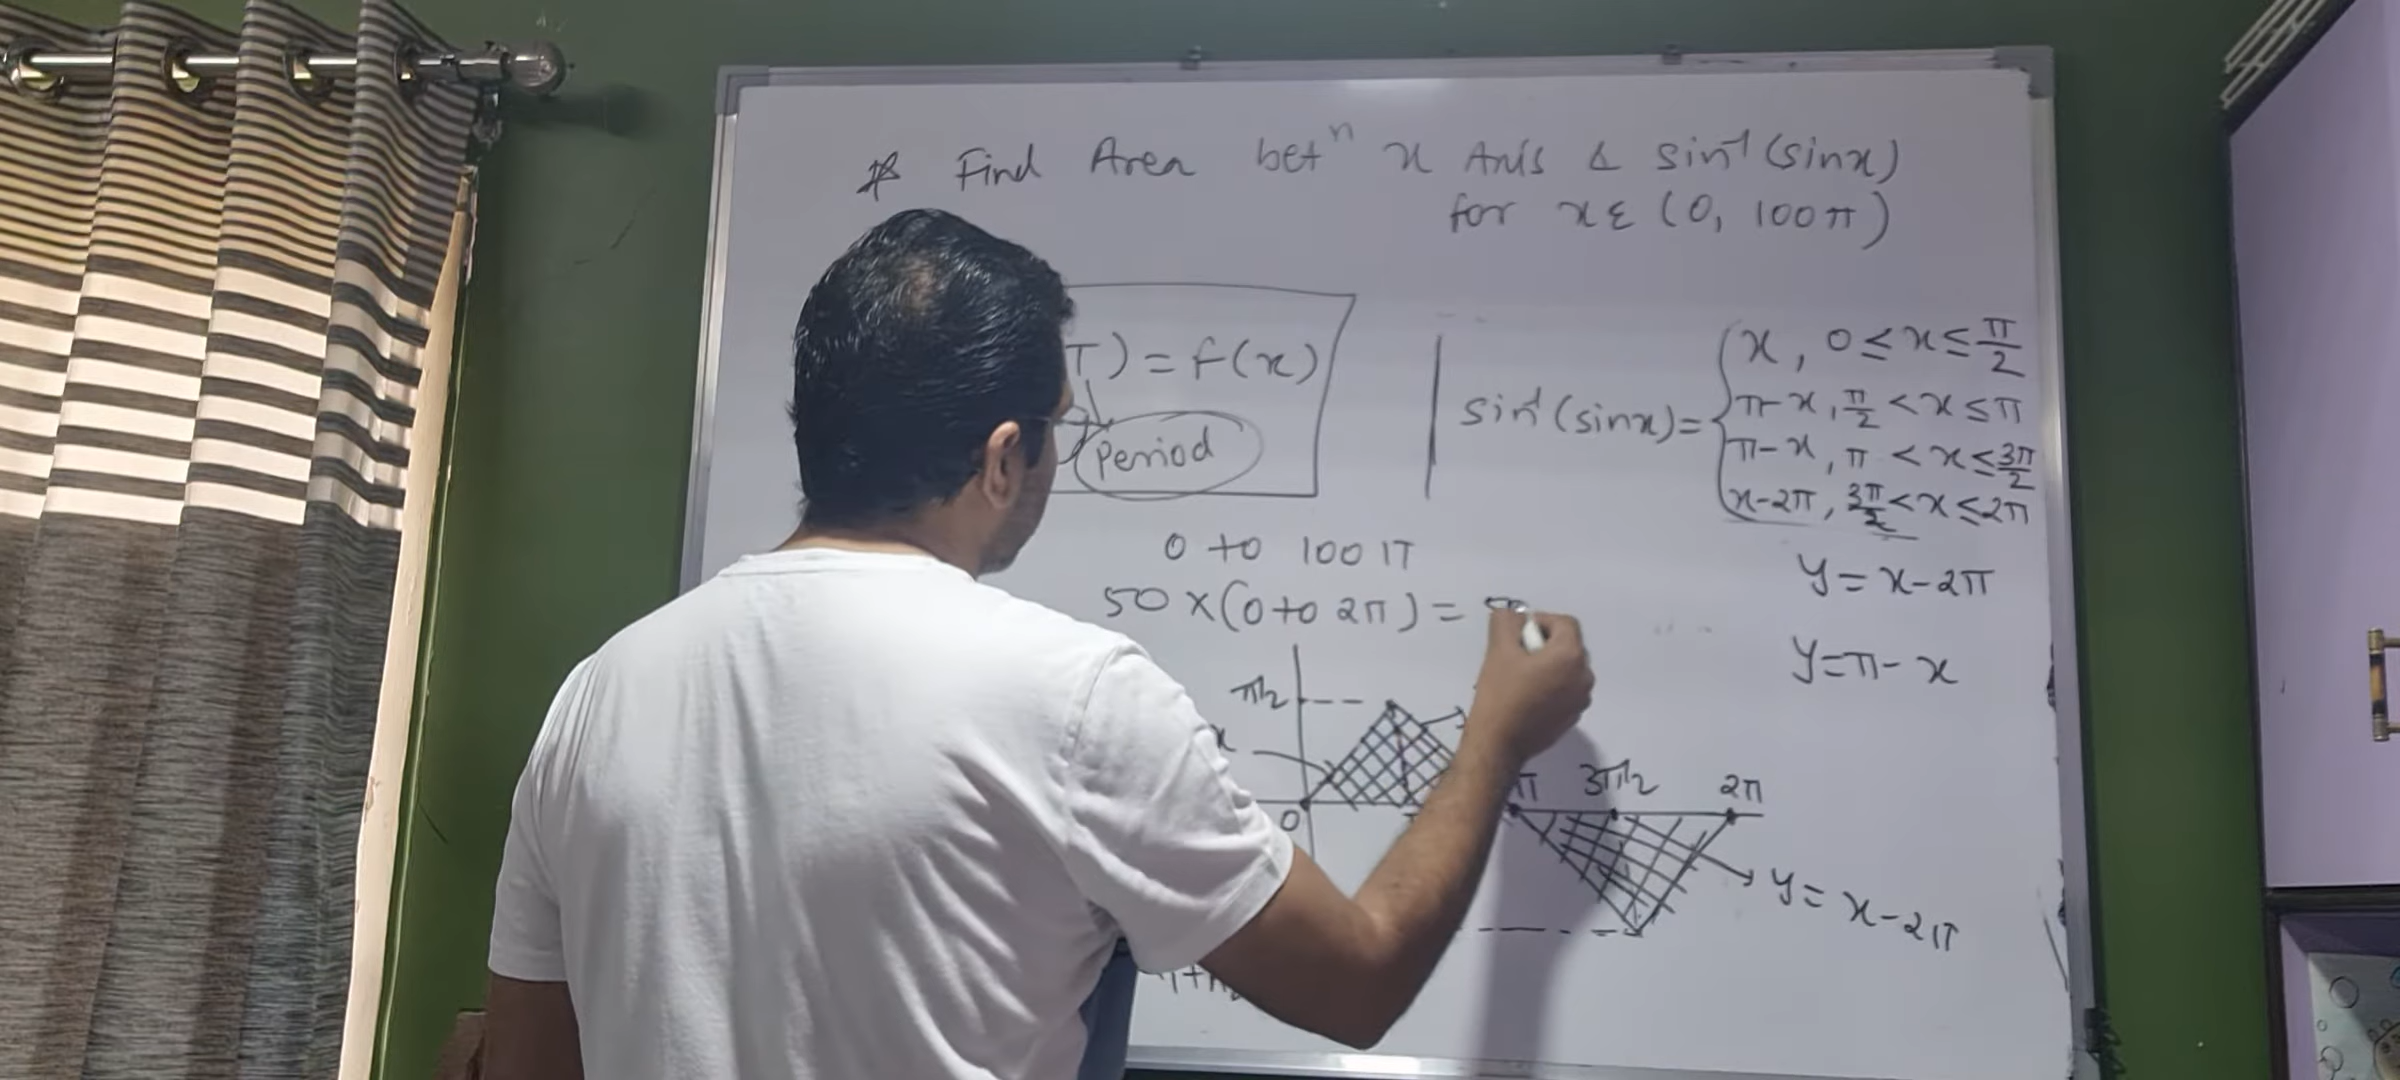 * Find Area betⁿ x Axis & sin⁻¹(sinx)
for x ε (0, 100π)
T) = f(x)
Period
sin⁻¹(sinx) = { x, 0 ≤ x ≤ π/2
π-x, π/2 < x ≤ π
π-x, π < x ≤ 3π/2
x-2π, 3π/2 < x ≤ 2π
0 to 100π
50 x (0 to 2π) =
y = x-2π
y = π-x
π/2
x
0
π
3π/2
2π
y = x-2π